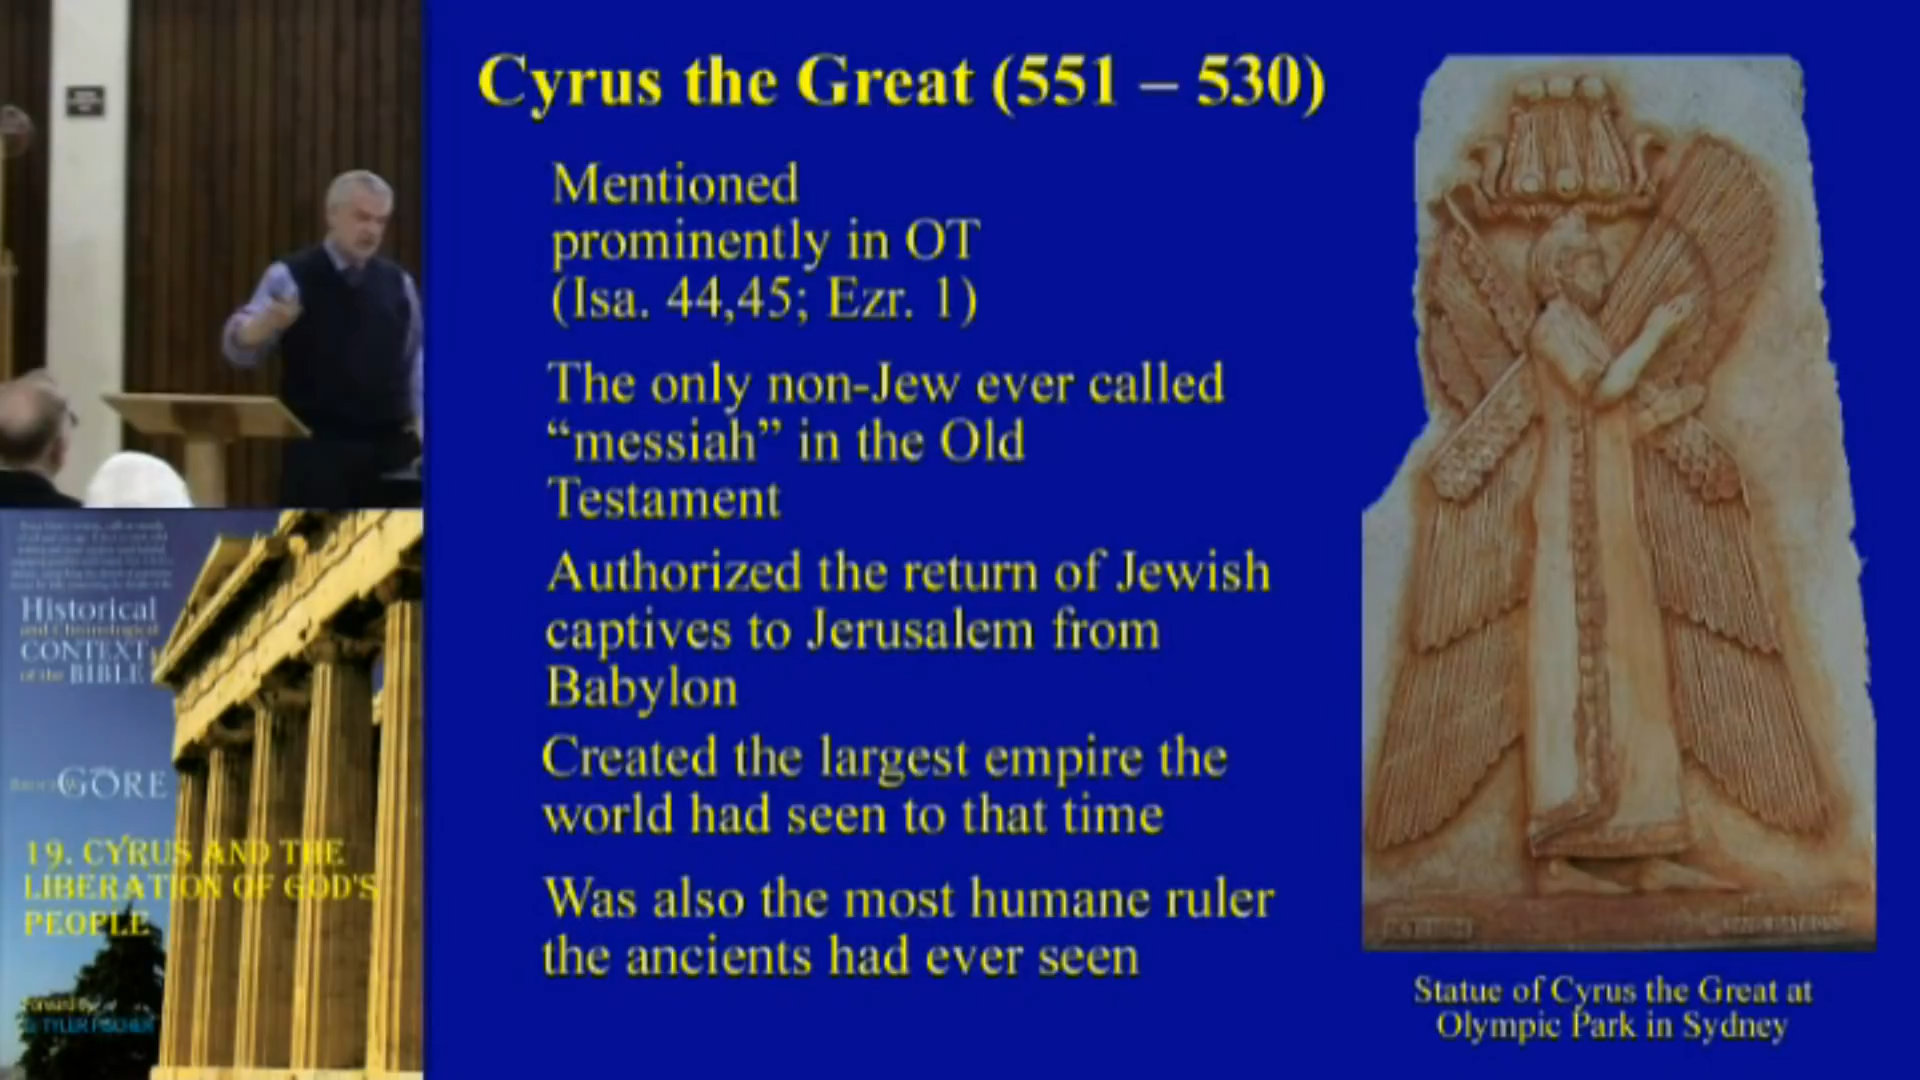 Cyrus the Great (551 – 530)
Mentioned
prominently in OT
(Isa. 44,45; Ezr. 1)
The only non-Jew ever called
“messiah” in the Old
Testament
Authorized the return of Jewish
captives to Jerusalem from
Babylon
Created the largest empire the
world had seen to that time
Was also the most humane ruler
the ancients had ever seen
Statue of Cyrus the Great at
Olympic Park in Sydney
Historical
and Chronological
CONTEXT
of the BIBLE
GORE
19. CYRUS AND THE
LIBERATION OF GOD'S
PEOPLE
TYLER FISCHER